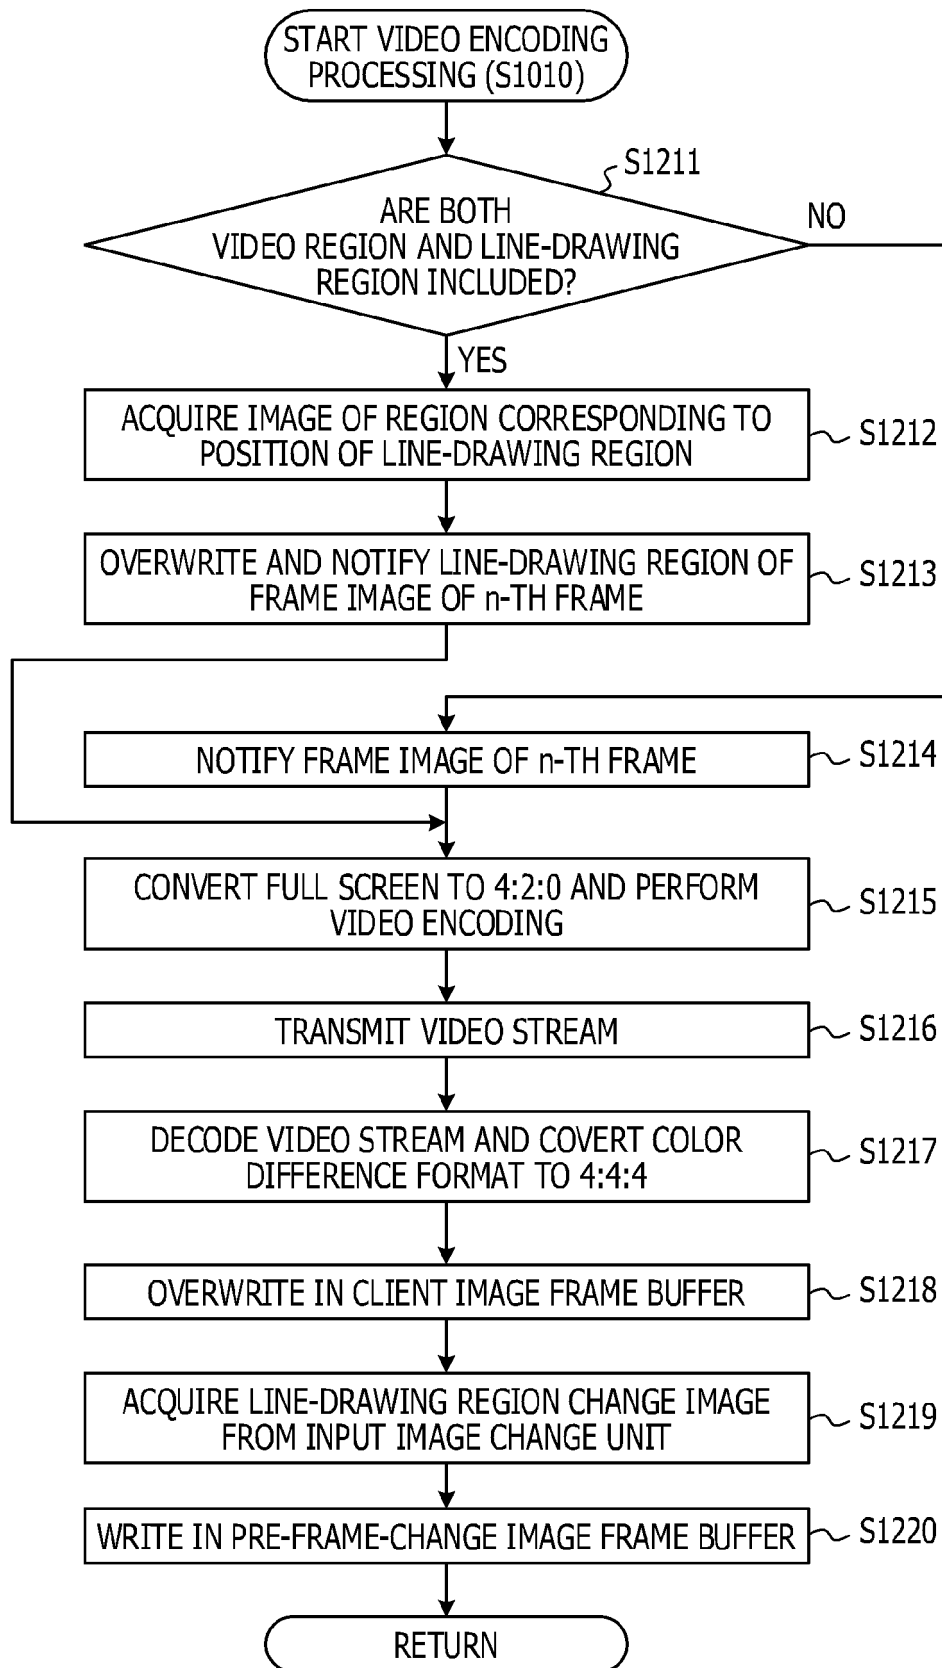 START VIDEO ENCODING
PROCESSING (S1010)
S1211
ARE BOTH
VIDEO REGION AND LINE-DRAWING
REGION INCLUDED?
NO
YES
ACQUIRE IMAGE OF REGION CORRESPONDING TO
POSITION OF LINE-DRAWING REGION
S1212
OVERWRITE AND NOTIFY LINE-DRAWING REGION OF
FRAME IMAGE OF n-TH FRAME
S1213
NOTIFY FRAME IMAGE OF n-TH FRAME
S1214
CONVERT FULL SCREEN TO 4:2:0 AND PERFORM
VIDEO ENCODING
S1215
TRANSMIT VIDEO STREAM
S1216
DECODE VIDEO STREAM AND COVERT COLOR
DIFFERENCE FORMAT TO 4:4:4
S1217
OVERWRITE IN CLIENT IMAGE FRAME BUFFER
S1218
ACQUIRE LINE-DRAWING REGION CHANGE IMAGE
FROM INPUT IMAGE CHANGE UNIT
S1219
WRITE IN PRE-FRAME-CHANGE IMAGE FRAME BUFFER
S1220
RETURN